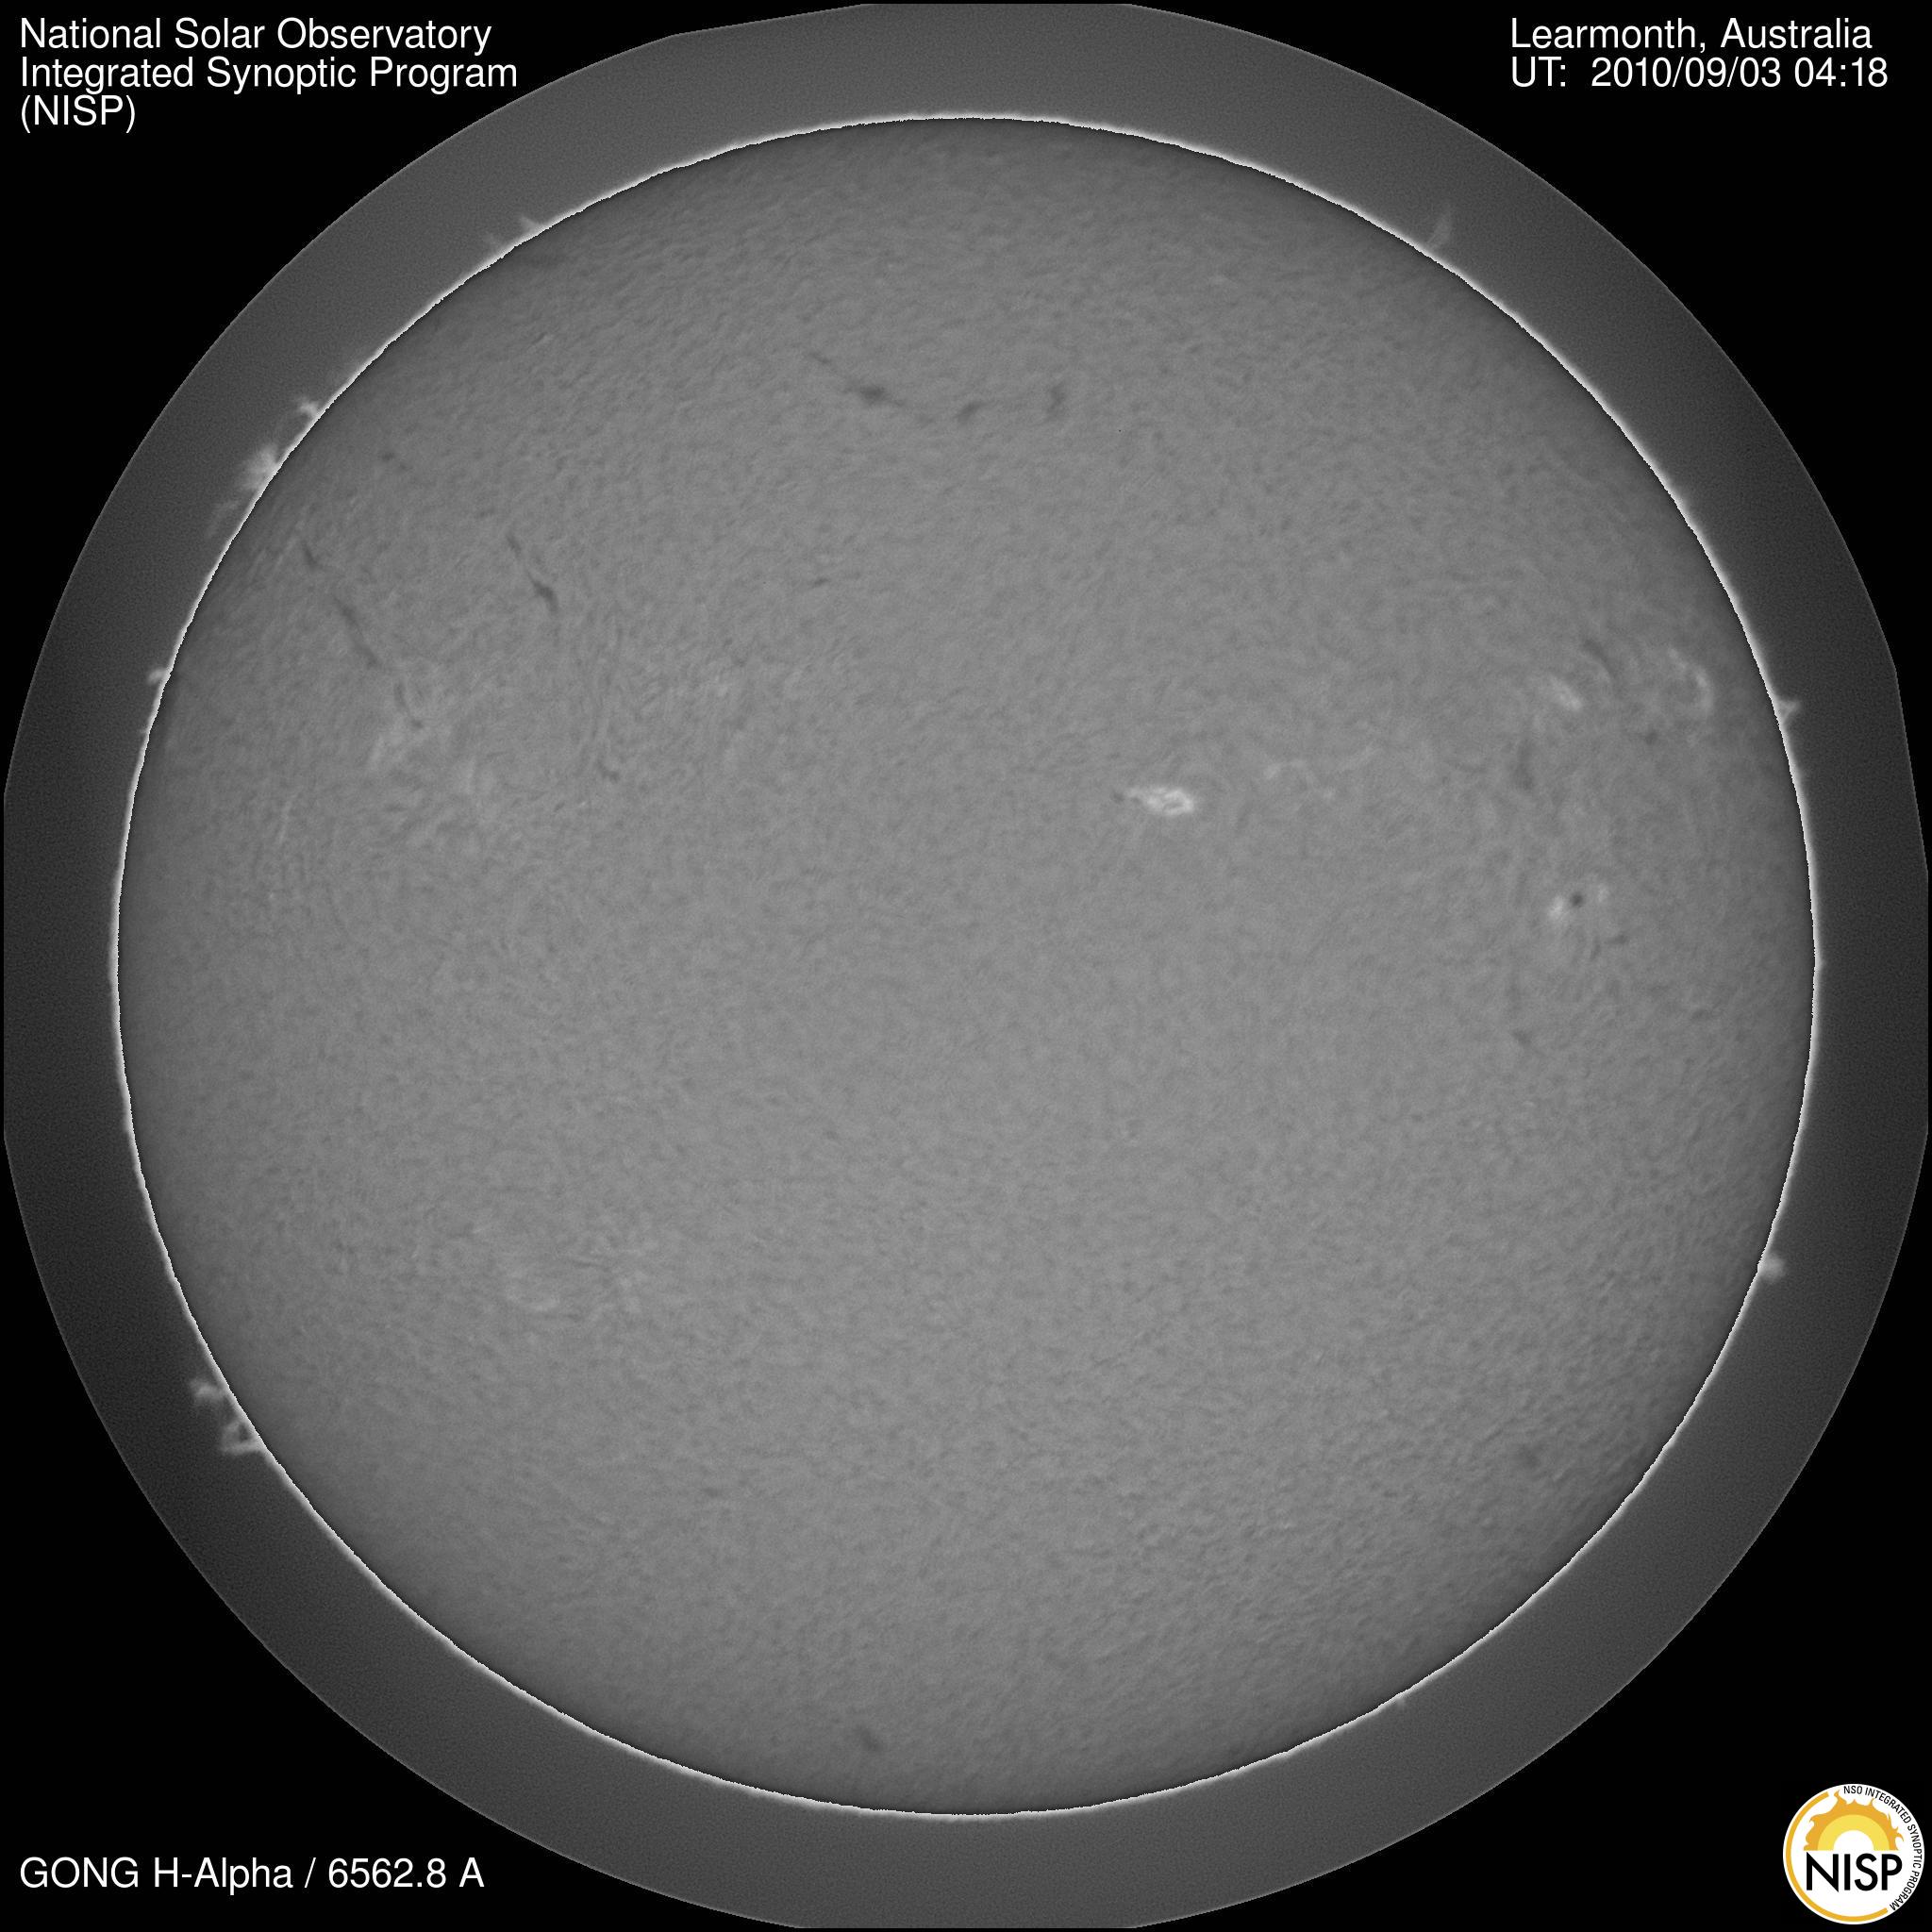 National Solar Observatory
Integrated Synoptic Program
(NISP)
Learmonth, Australia
UT: 2010/09/03 04:18
GONG H-Alpha / 6562.8 A
NSO INTEGRATED SYNOPTIC PROGRAM
NISP